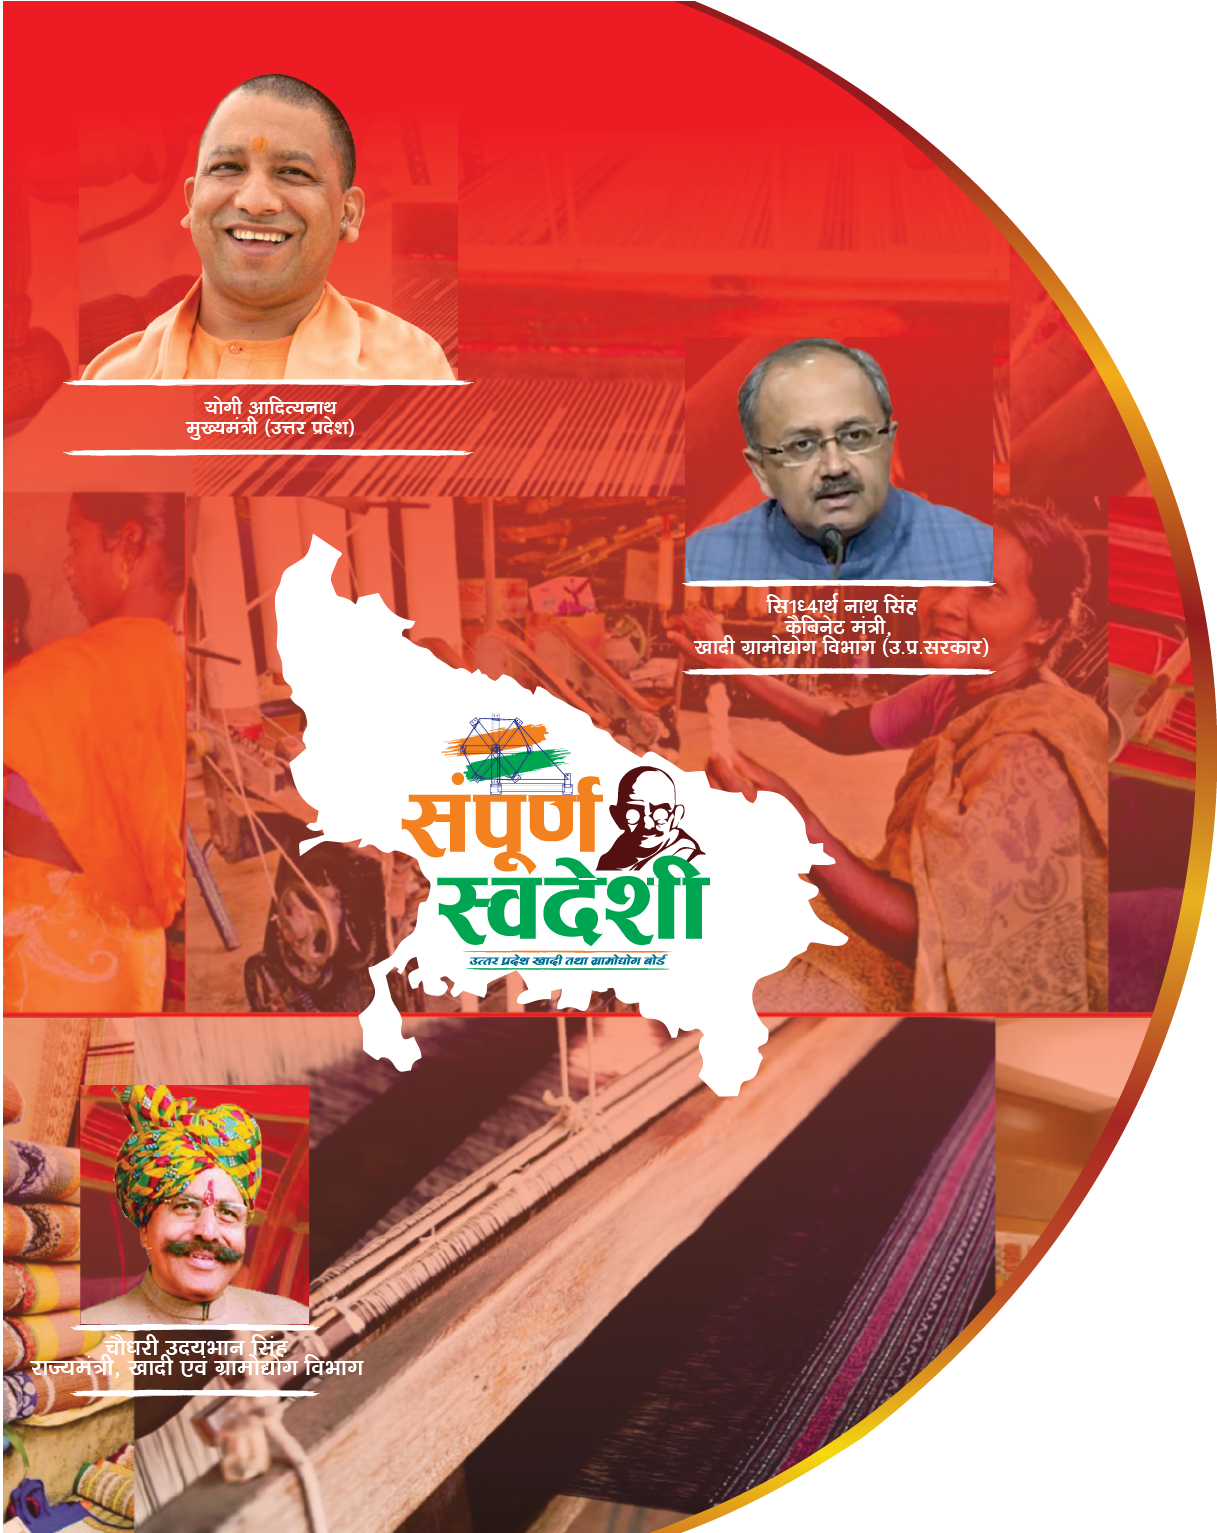 योगी आदित्यनाथ
मुख्यमंत्री (उत्तर प्रदेश)
सि1ध्4ार्थ नाथ सिंह
कैबिनेट मंत्री,
खादी ग्रामोद्योग विभाग (उ.प्र.सरकार)
संपूर्ण
स्वदेशी
उत्तर प्रदेश खादी तथा ग्रामोद्योग बोर्ड
चौधरी उदयभान सिंह
राज्यमंत्री, खादी एवं ग्रामोद्योग विभाग